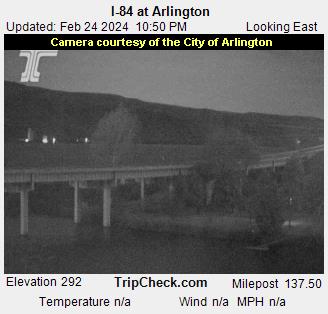 I-84 at Arlington
Updated: Feb 24 2024 10:50 PM Looking East
Camera courtesy of the City of Arlington
Elevation 292 TripCheck.com Milepost 137.50
Temperature n/a Wind n/a MPH n/a